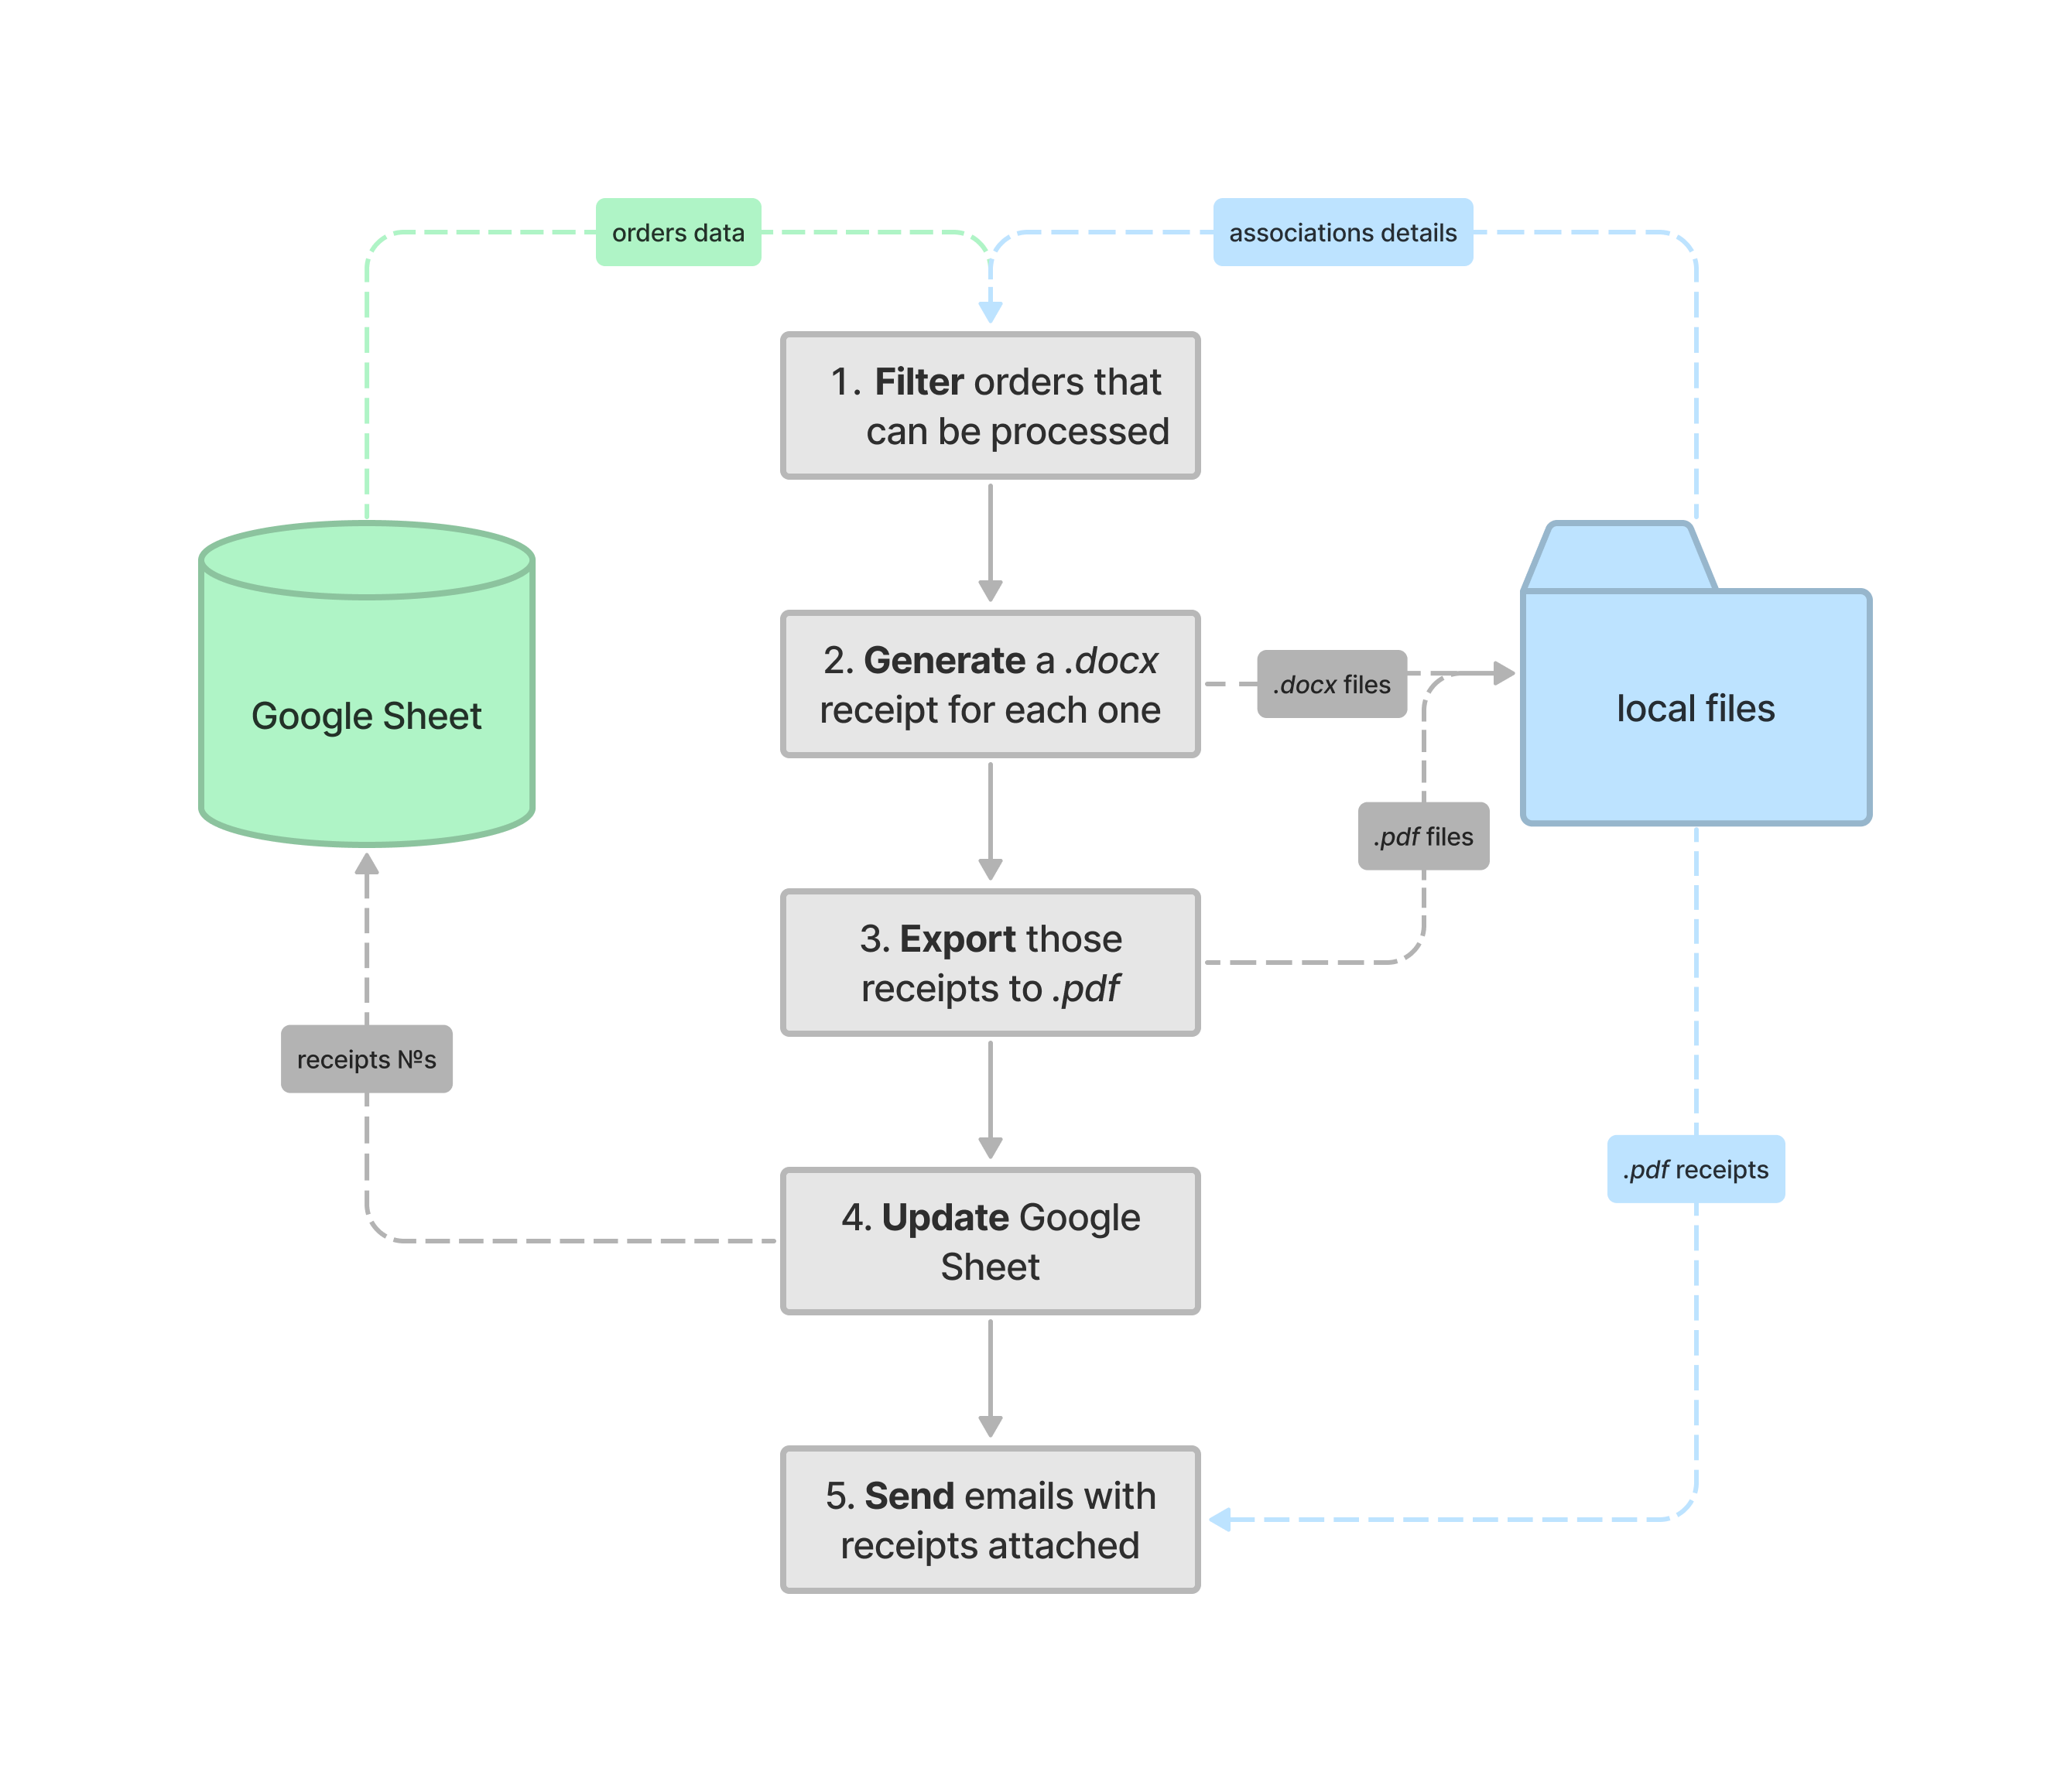 orders data
associations details
1. Filter orders that
can be processed
2. Generate a .docx
receipt for each one
.docx files
Google Sheet
local files
.pdf files
3. Export those
receipts to .pdf
receipts №s
.pdf receipts
4. Update Google
Sheet
5. Send emails with
receipts attached